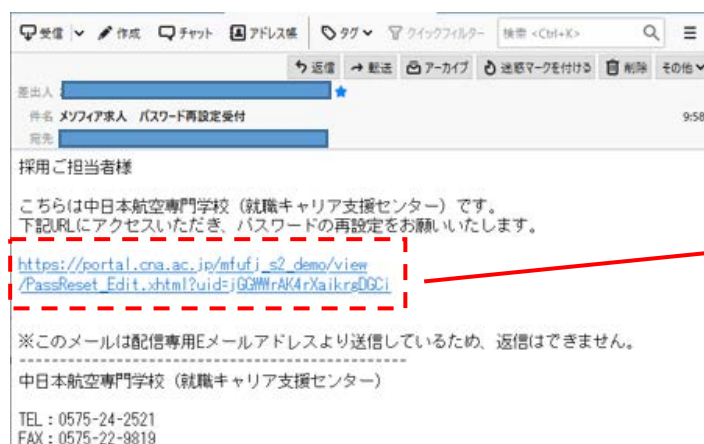 受信 作成 チャット アドレス帳 タグ クイックフィルター 検索 <Ctrl+K>
返信 転送 アーカイブ 迷惑マークを付ける 削除 その他
差出人
件名 メソフィア求人 パスワード再設定受付 9:58
宛先
採用ご担当者様
こちらは中日本航空専門学校（就職キャリア支援センター）です。
下記URLにアクセスいただき、パスワードの再設定をお願いいたします。
https://portal.cna.ac.jp/mfufj_s2_demo/view
/PassReset_Edit.xhtml?uid=jGGWWrAK4rXaikrgDGCi
※このメールは配信専用Eメールアドレスより送信しているため、返信はできません。
--------------------------------------------------
中日本航空専門学校（就職キャリア支援センター）
TEL：0575-24-2521
FAX：0575-22-9819